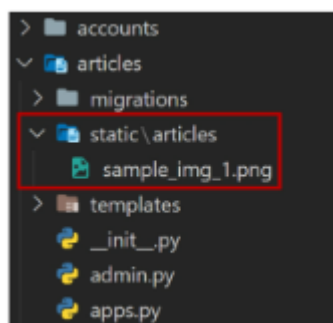 accounts
articles
migrations
static\articles
sample_img_1.png
templates
__init__.py
admin.py
apps.py